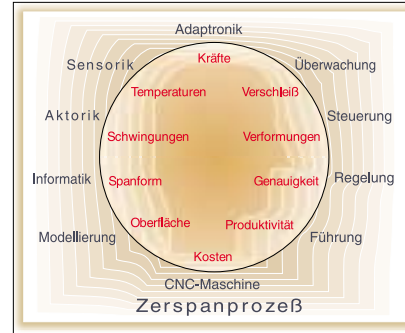 Adaptronik
Sensorik
Kräfte
Überwachung
Temperaturen
Verschleiß
Aktorik
Steuerung
Schwingungen
Verformungen
Informatik
Spanform
Genauigkeit
Regelung
Oberfläche
Produktivität
Modellierung
Führung
Kosten
CNC-Maschine
Zerspanprozeß